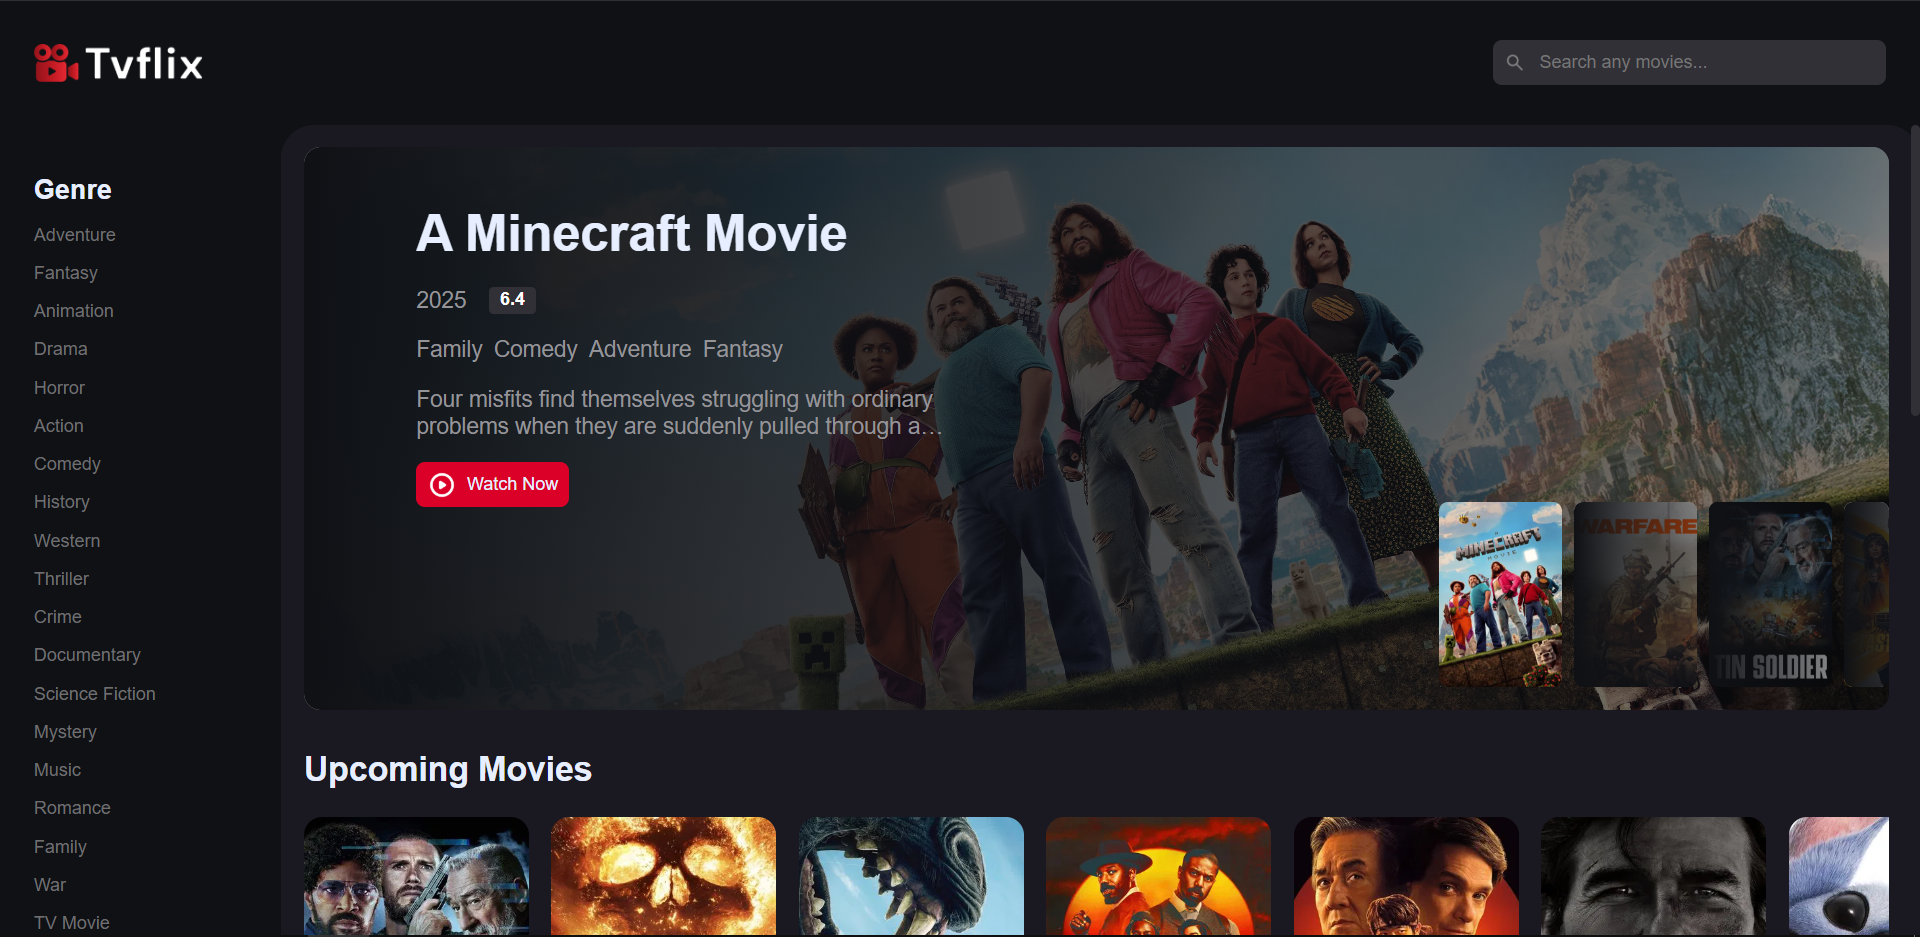 Tvflix
Search any movies...
Genre
Adventure
Fantasy
Animation
Drama
Horror
Action
Comedy
History
Western
Thriller
Crime
Documentary
Science Fiction
Mystery
Music
Romance
Family
War
TV Movie
A Minecraft Movie
2025 6.4
Family Comedy Adventure Fantasy
Four misfits find themselves struggling with ordinary
problems when they are suddenly pulled through a…
Watch Now
MINECRAFT
MOVIE
WARFARE
TIN SOLDIER
Upcoming Movies